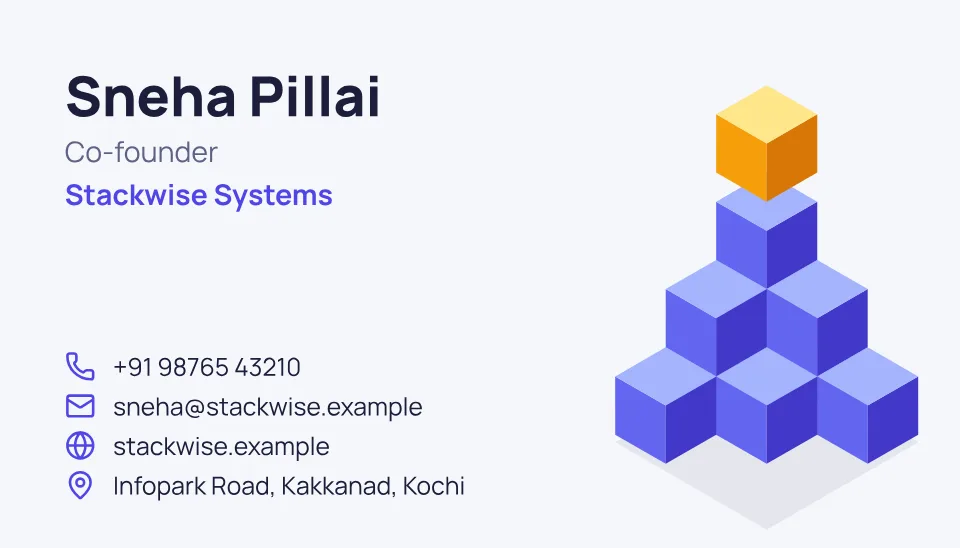 Sneha Pillai
Co-founder
Stackwise Systems
+91 98765 43210
sneha@stackwise.example
stackwise.example
Infopark Road, Kakkanad, Kochi